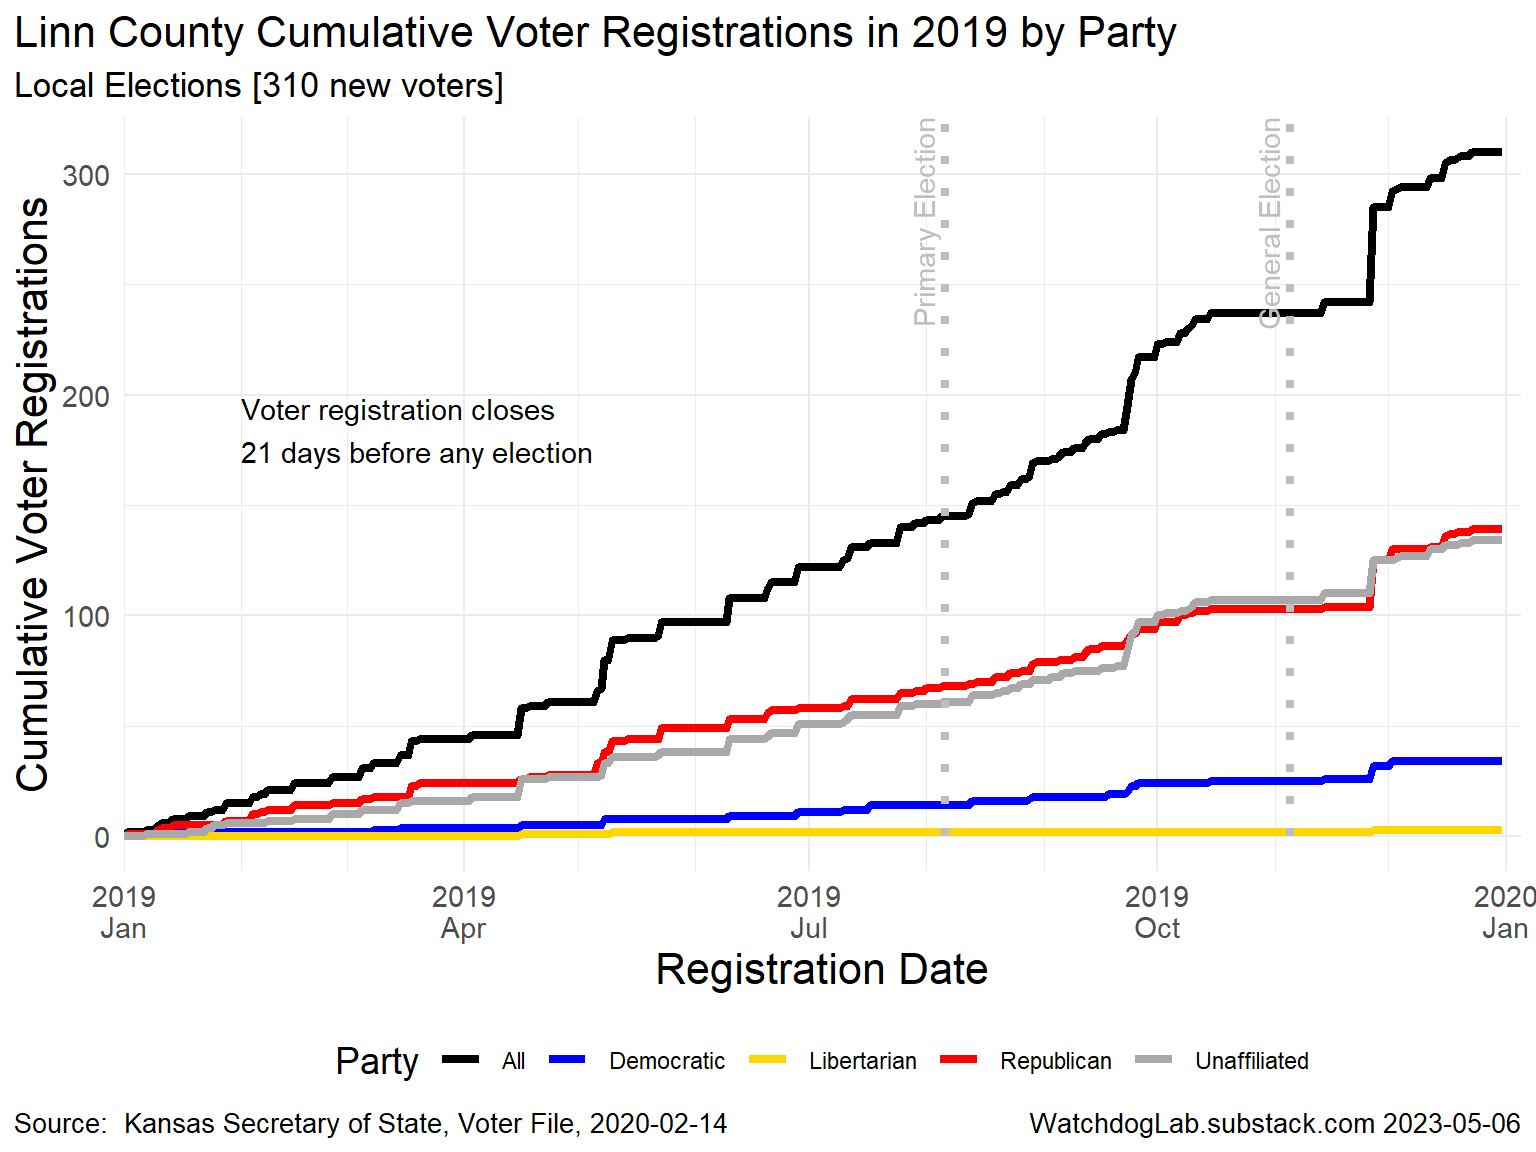 Linn County Cumulative Voter Registrations in 2019 by Party
Local Elections [310 new voters]
Cumulative Voter Registrations
300
200
100
0
Primary Election
General Election
Voter registration closes
21 days before any election
2019
Jan
2019
Apr
2019
Jul
2019
Oct
2020
Jan
Registration Date
Party All Democratic Libertarian Republican Unaffiliated
Source:  Kansas Secretary of State, Voter File, 2020-02-14
WatchdogLab.substack.com 2023-05-06